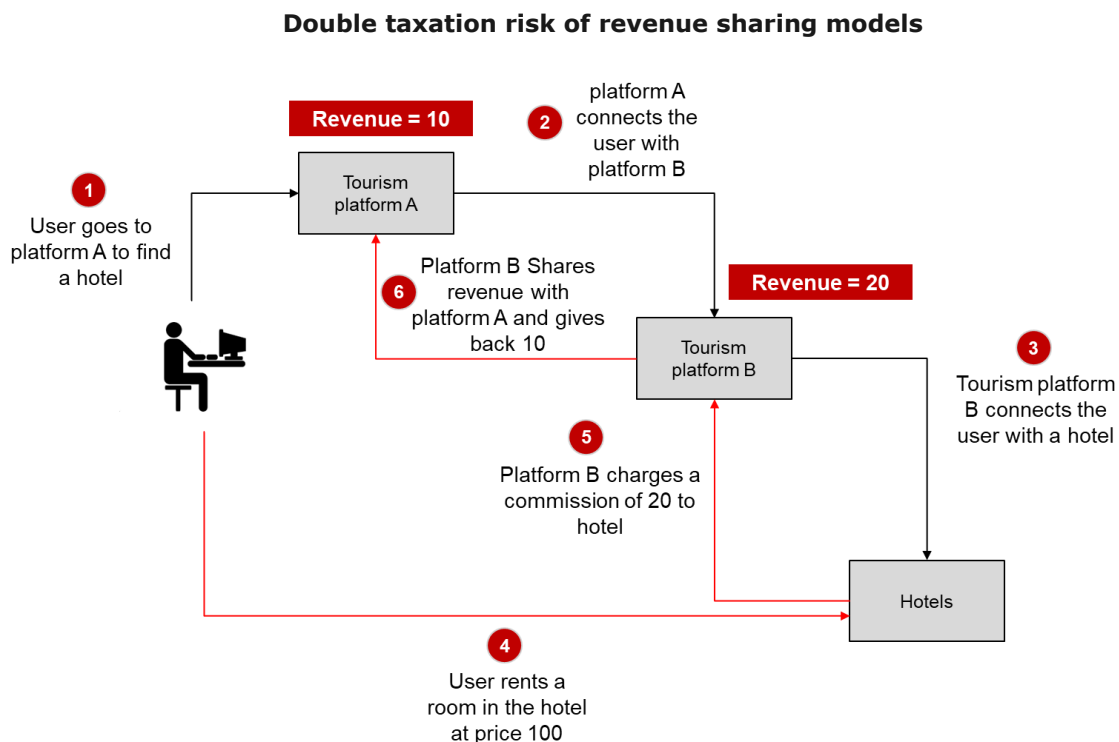 Double taxation risk of revenue sharing models
Revenue = 10
2
platform A
connects the
user with
platform B
1
User goes to
platform A to find
a hotel
Tourism
platform A
6
Platform B Shares
revenue with
platform A and gives
back 10
Revenue = 20
Tourism
platform B
3
Tourism platform
B connects the
user with a hotel
5
Platform B charges a
commission of 20 to
hotel
Hotels
4
User rents a
room in the hotel
at price 100